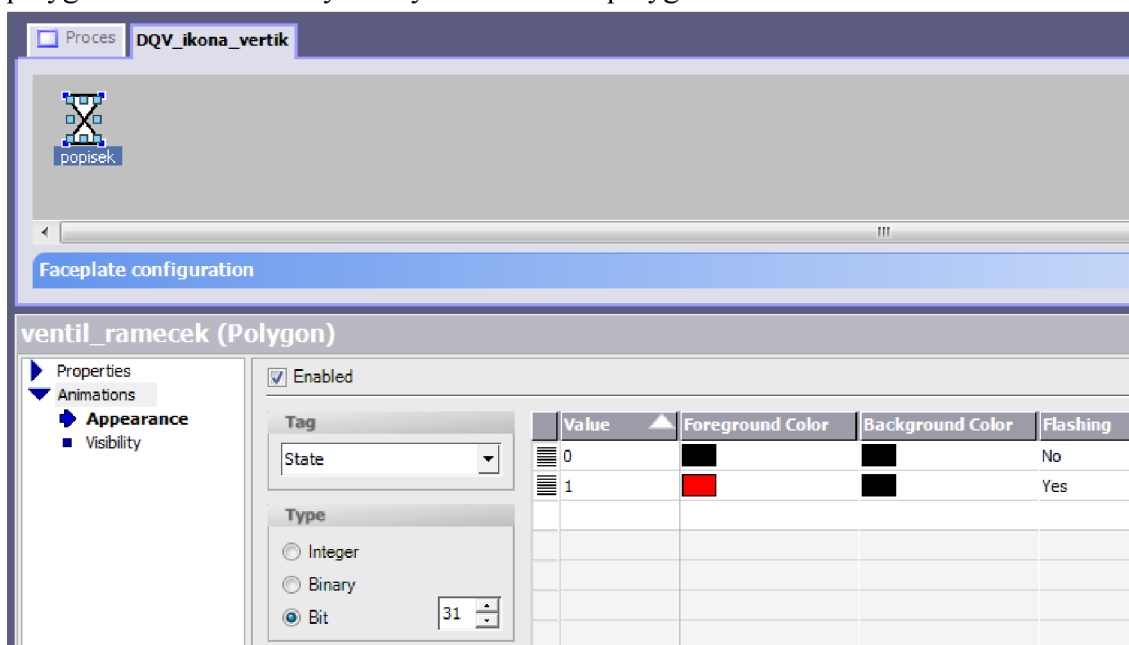 Proces DQV_ikona_vertik
popisek
Faceplate configuration
ventil_ramecek (Polygon)
Properties
Animations
Appearance
Visibility
Enabled
Tag
State
Type
Integer
Binary
Bit 31
Value Foreground Color Background Color Flashing
0 No
1 Yes